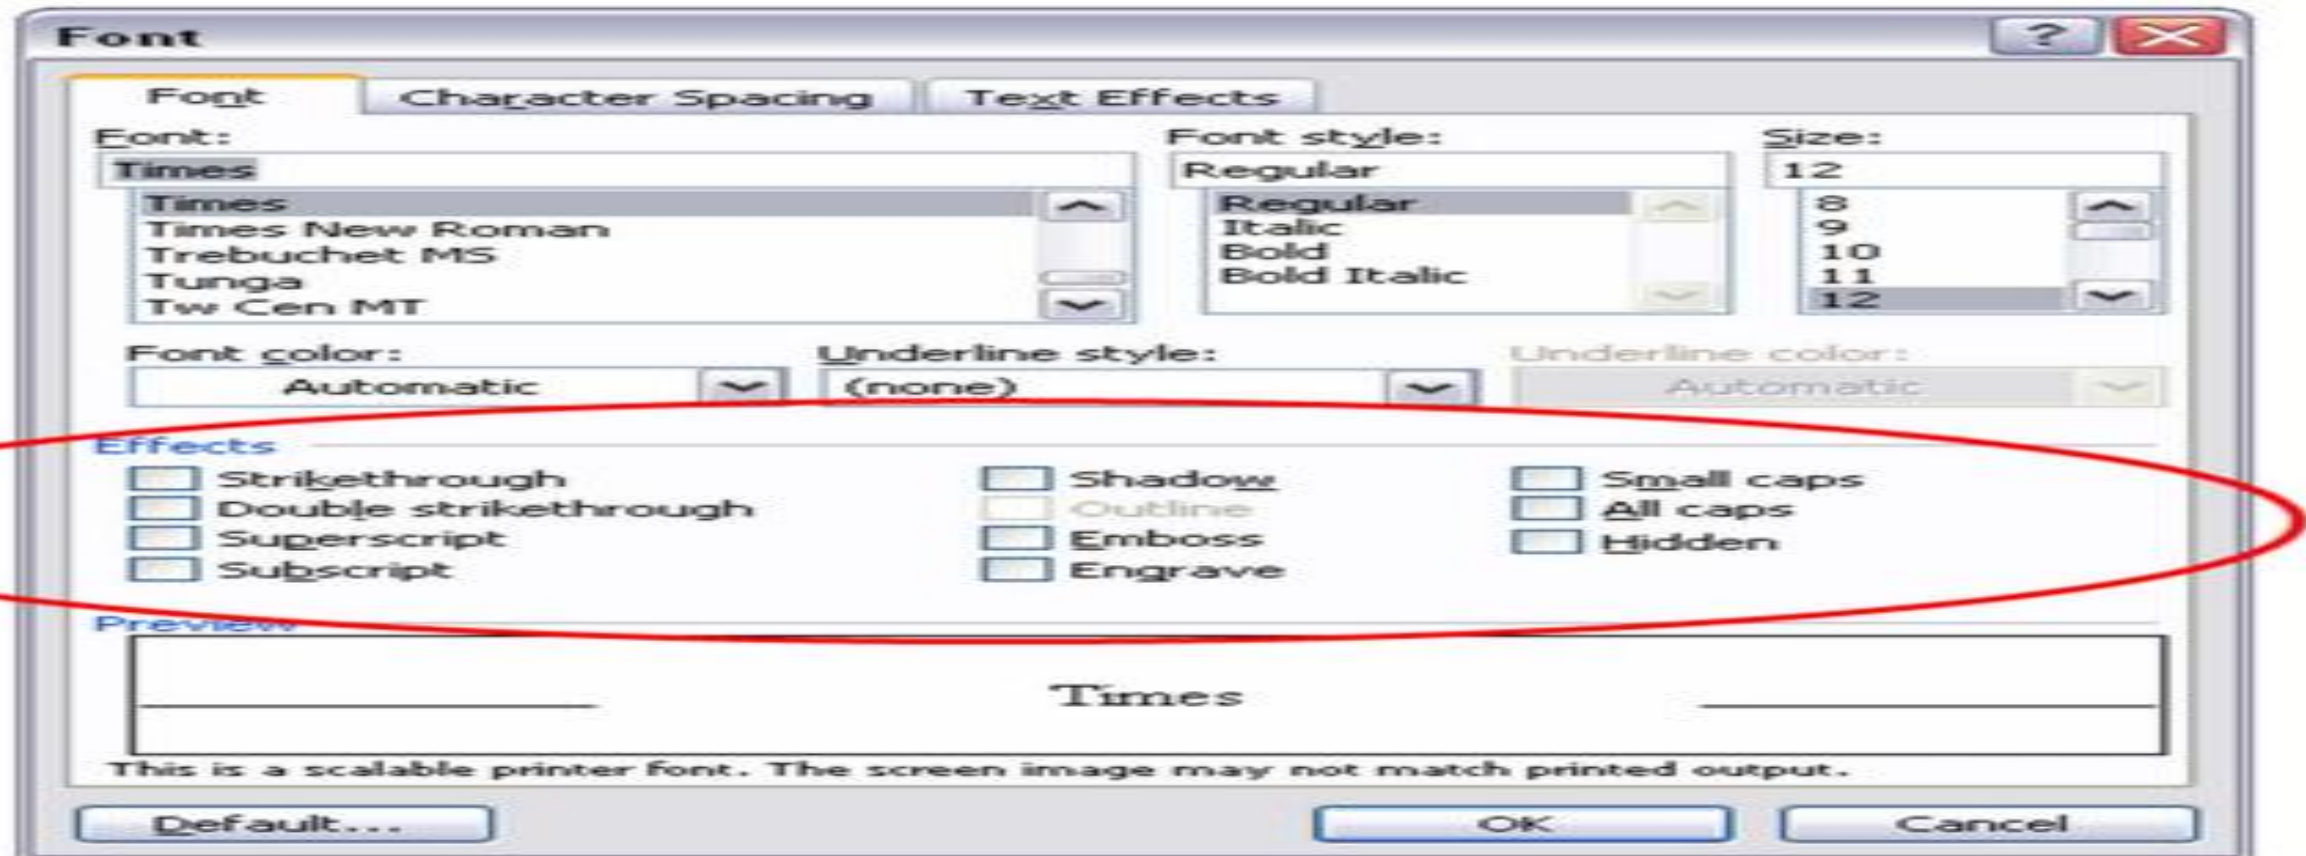 Font
?
Font Character Spacing Text Effects
Font: Font style: Size:
Times Regular 12
Times Regular 8
Times New Roman Italic 9
Trebuchet MS Bold 10
Tunga Bold Italic 11
Tw Cen MT 12
Font color: Underline style: Underline color:
Automatic (none) Automatic
Effects
Strikethrough Shadow Small caps
Double strikethrough Outline All caps
Superscript Emboss Hidden
Subscript Engrave
Preview
Times
This is a scalable printer font. The screen image may not match printed output.
Default... OK Cancel